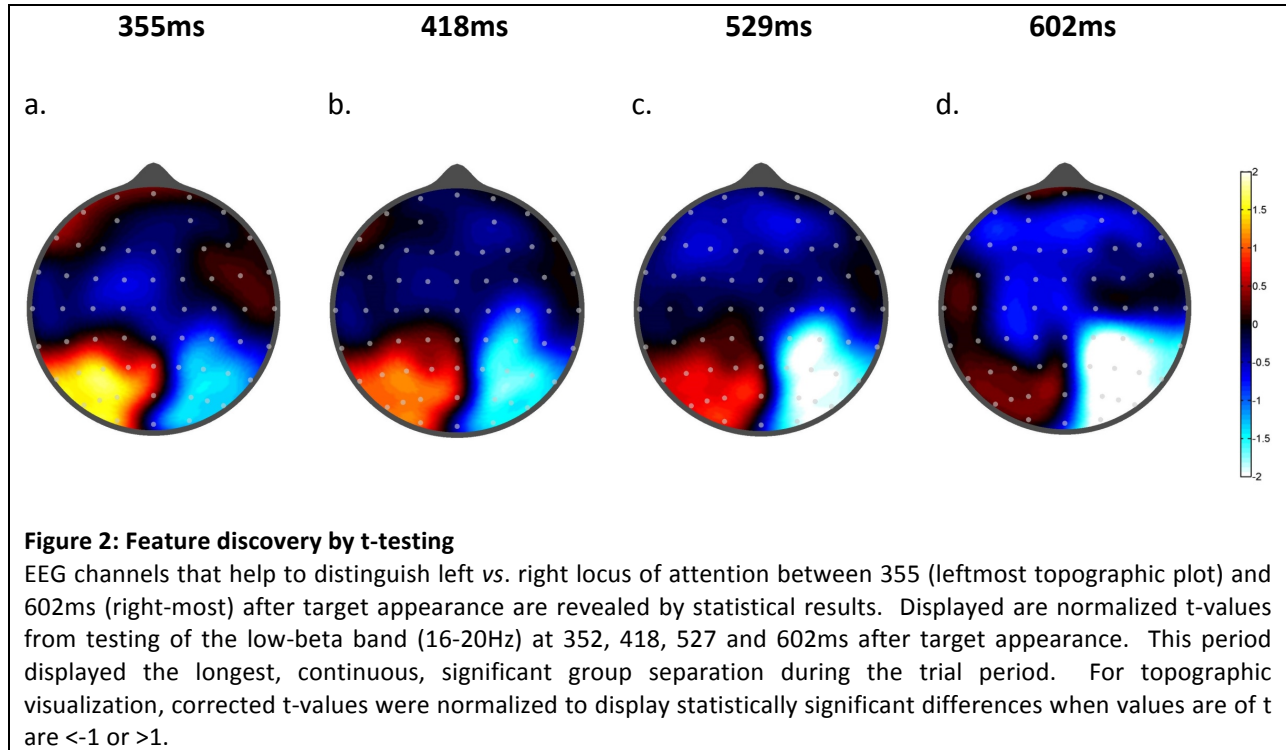 355ms 418ms 529ms 602ms
a. b. c. d.
2
1.5
1
0.5
0
-0.5
-1
-1.5
-2
Figure 2: Feature discovery by t-testing
EEG channels that help to distinguish left vs. right locus of attention between 355 (leftmost topographic plot) and
602ms (right-most) after target appearance are revealed by statistical results. Displayed are normalized t-values
from testing of the low-beta band (16-20Hz) at 352, 418, 527 and 602ms after target appearance. This period
displayed the longest, continuous, significant group separation during the trial period. For topographic
visualization, corrected t-values were normalized to display statistically significant differences when values are of t
are <-1 or >1.